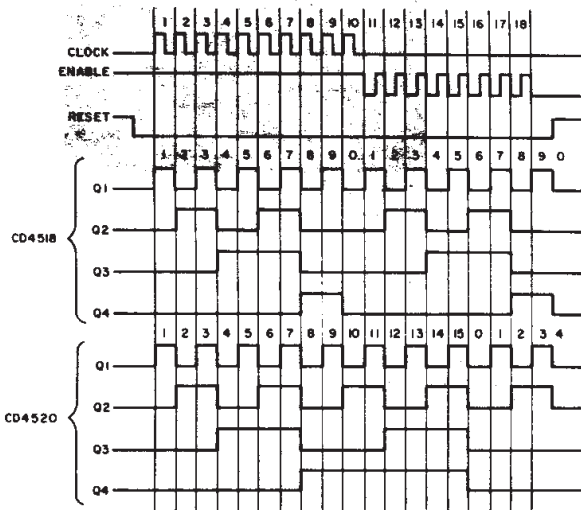 1 2 3 4 5 6 7 8 9 10 11 12 13 14 15 16 17 18
CLOCK
ENABLE
RESET
1 2 3 4 5 6 7 8 9 0 1 2 3 4 5 6 7 8 9 0
Q1
Q2
CD4518
Q3
Q4
1 2 3 4 5 6 7 8 9 10 11 12 13 14 15 0 1 2 3 4
Q1
Q2
CD4520
Q3
Q4